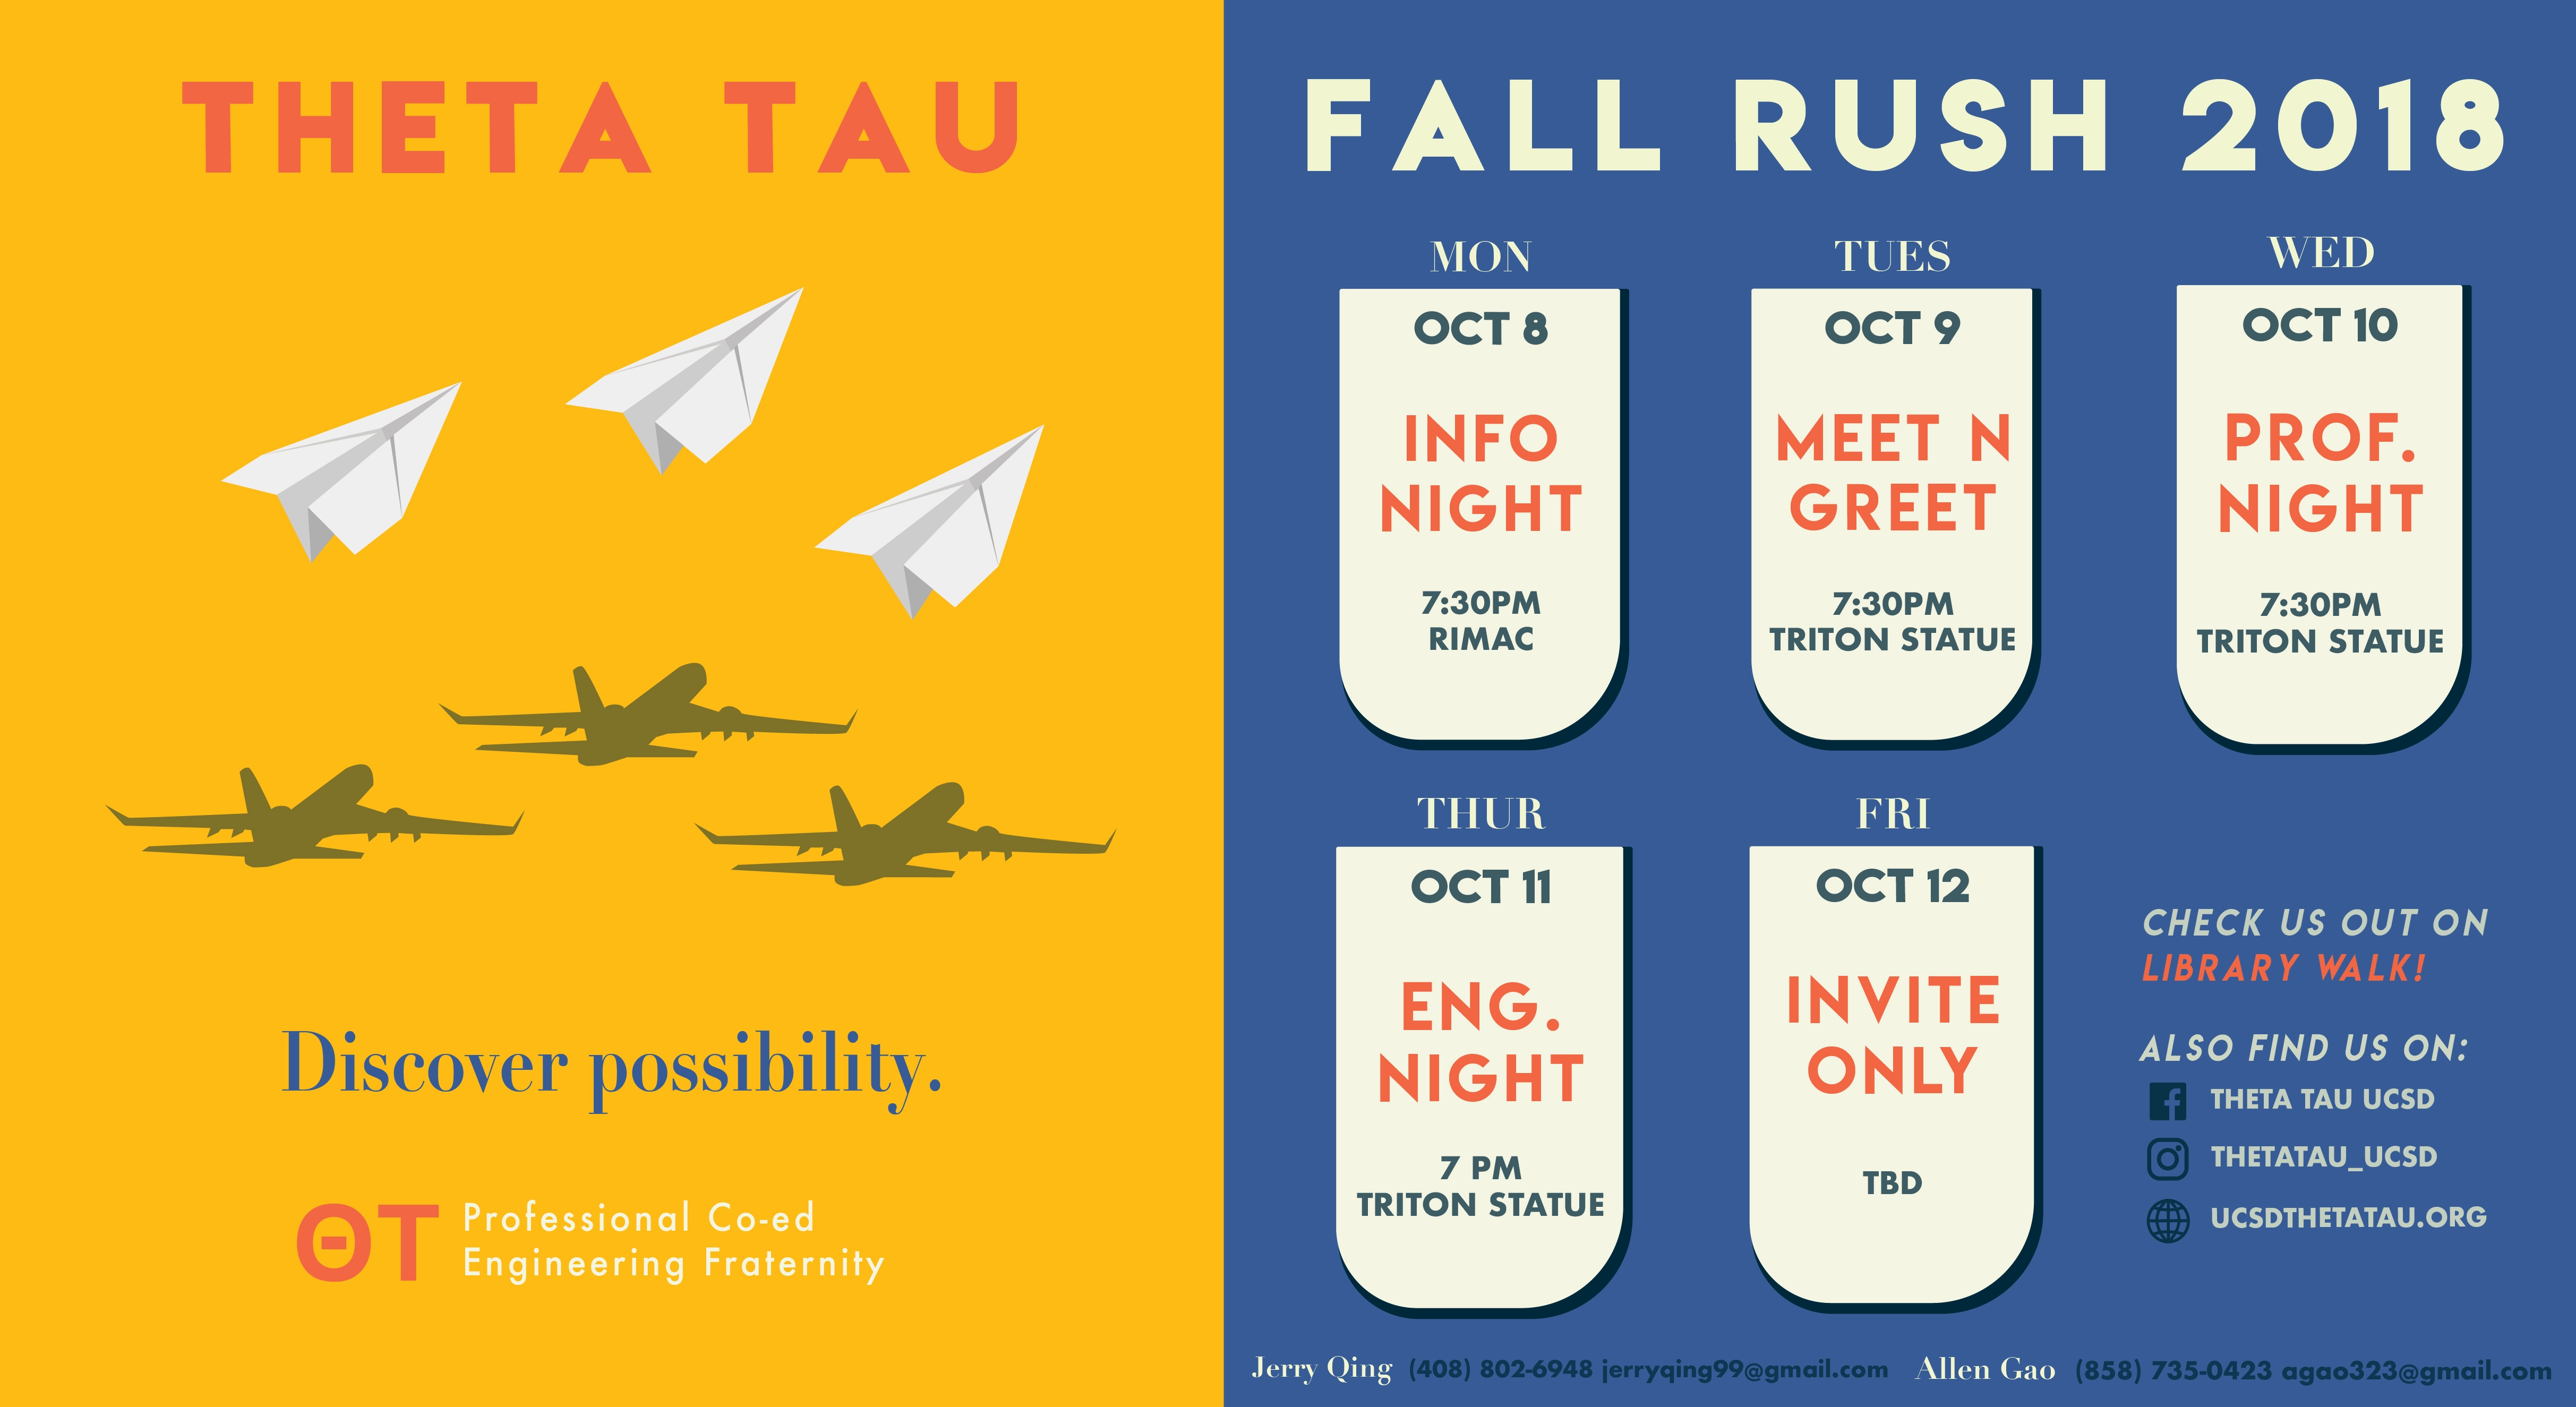 THETA TAU
Discover possibility.
ΘT
Professional Co-ed
Engineering Fraternity
FALL RUSH 2018
MON
OCT 8
INFO
NIGHT
7:30PM
RIMAC
TUES
OCT 9
MEET N
GREET
7:30PM
TRITON STATUE
WED
OCT 10
PROF.
NIGHT
7:30PM
TRITON STATUE
THUR
OCT 11
ENG.
NIGHT
7 PM
TRITON STATUE
FRI
OCT 12
INVITE
ONLY
TBD
CHECK US OUT ON
LIBRARY WALK!
ALSO FIND US ON:
THETA TAU UCSD
THETATAU_UCSD
UCSDTHETATAU.ORG
Jerry Qing (408) 802-6948 jerryqing99@gmail.com Allen Gao (858) 735-0423 agao323@gmail.com